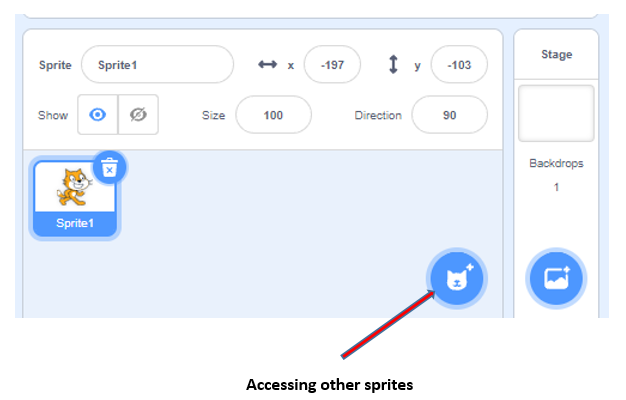 Sprite Sprite1 x -197 y -103
Show Size 100 Direction 90
Sprite1
Stage
Backdrops
1
Accessing other sprites